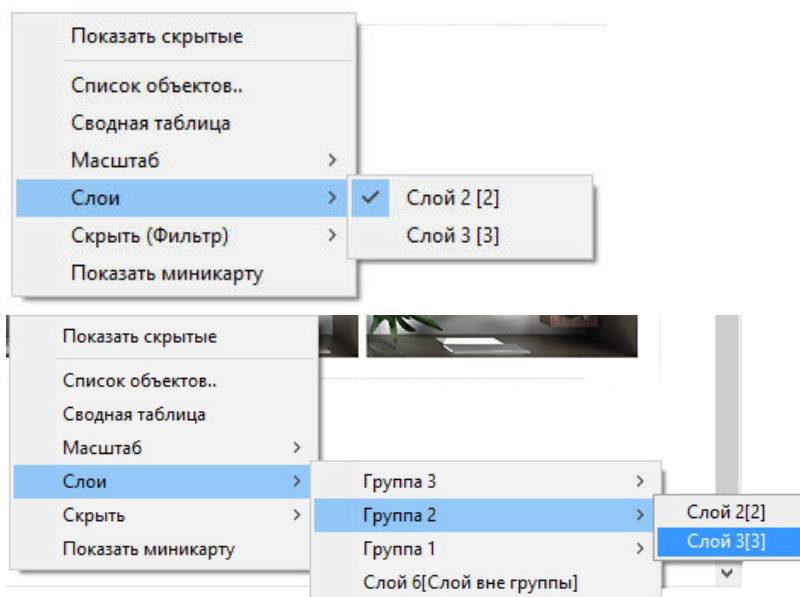 Показать скрытые
Список объектов..
Сводная таблица
Масштаб
Слои
Слой 2 [2]
Скрыть (Фильтр)
Слой 3 [3]
Показать миникарту
Показать скрытые
Список объектов..
Сводная таблица
Масштаб
Слои
Группа 3
Скрыть
Группа 2
Слой 2[2]
Показать миникарту
Группа 1
Слой 3[3]
Слой 6[Слой вне группы]